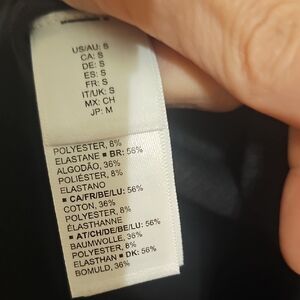 US/AU: S
CA: S
DE: S
ES: S
FR: S
IT/UK: S
MX: CH
JP: M
POLYESTER, 8%
ELASTANE ▪ BR: 56%
ALGODÃO, 36%
POLIÉSTER, 8%
ELASTANO
▪ CA/FR/BE/LU: 56%
COTON, 36%
POLYESTER, 8%
ÉLASTHANNE
▪ AT/CH/DE/BE/LU: 56%
BAUMWOLLE, 36%
POLYESTER, 8%
ELASTHAN ▪ DK: 56%
BOMULD, 36%